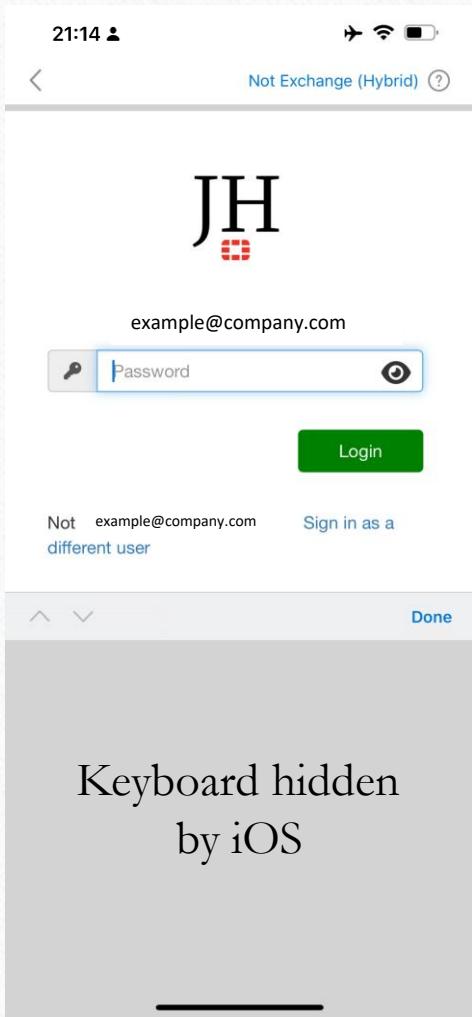 21:14
Not Exchange (Hybrid) ?
JH
example@company.com
Password
Login
Not example@company.com Sign in as a
different user
Done
Keyboard hidden
by iOS